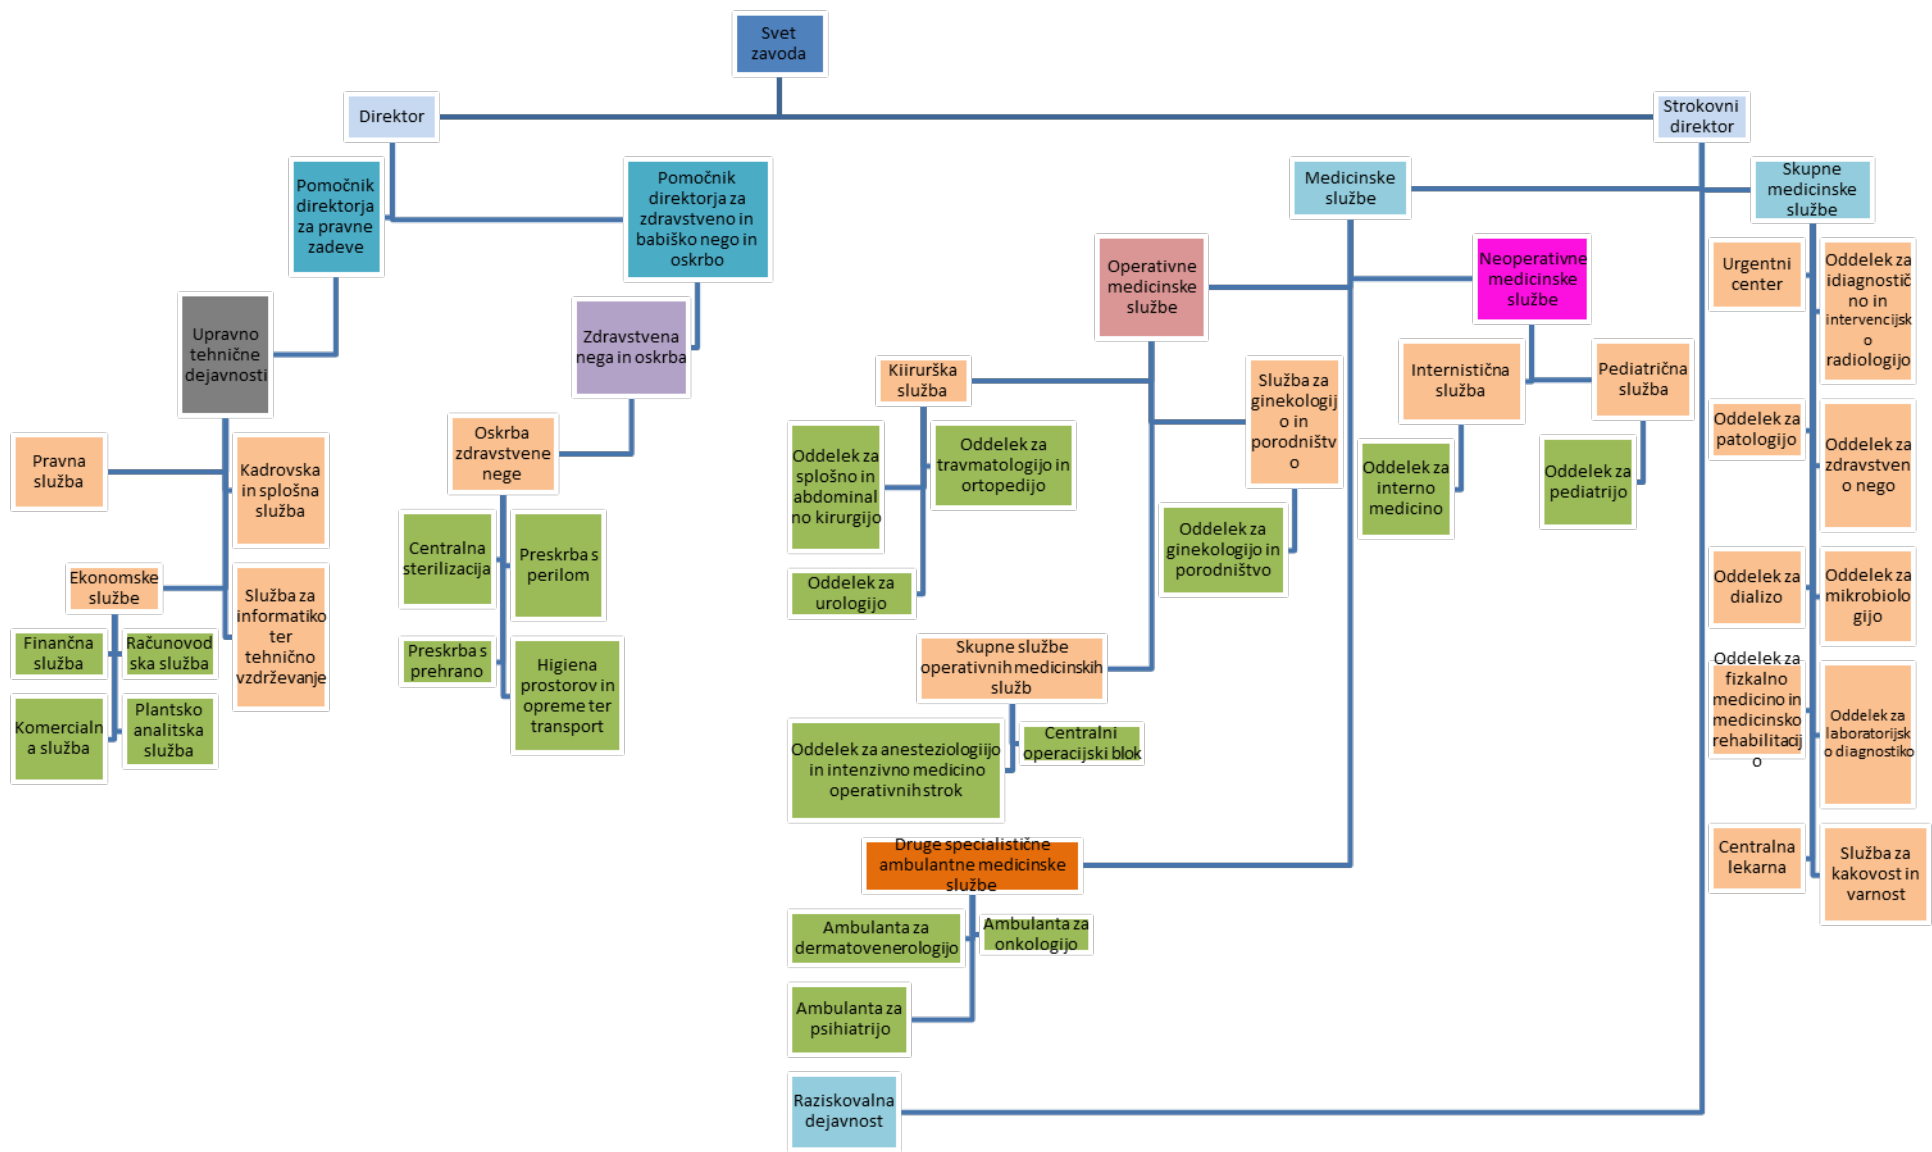 Svet
zavoda
Direktor
Strokovni
direktor
Pomočnik
direktorja
za pravne
zadeve
Pomočnik
direktorja za
zdravstveno in
babiško nego in
oskrbo
Medicinske
službe
Skupne
medicinske
službe
Upravno
tehnične
dejavnosti
Zdravstvena
nega in oskrba
Operativne
medicinske
službe
Neoperativne
medicinske
službe
Urgentni
center
Oddelek za
idiagnostič
no in
intervencijsk
o
radiologijo
Pravna
služba
Kadrovska
in splošna
služba
Oskrba
zdravstvene
nege
Kiirurška
služba
Služba za
ginekologij
o in
porodništv
o
Internistična
služba
Pediatrična
služba
Oddelek za
patologijo
Oddelek za
zdravstven
o nego
Ekonomske
službe
Služba za
informatiko
ter
tehnično
vzdrževanje
Centralna
sterilizacija
Preskrba s
perilom
Oddelek za
splošno in
abdominal
no kirurgijo
Oddelek za
travmatologijo in
ortopedijo
Oddelek za
ginekologijo in
porodništvo
Oddelek za
interno
medicino
Oddelek za
pediatrijo
Oddelek za
dializo
Oddelek za
mikrobiolo
gijo
Finančna
služba
Računovod
ska služba
Preskrba s
prehrano
Higiena
prostorov in
opreme ter
transport
Oddelek za
urologijo
Skupne službe
operativnih medicinskih
služb
Oddelek za
fizkalno
medicino in
medicinsko
rehabilitacij
o
Oddelek za
laboratorijsk
o diagnostiko
Komercialn
a služba
Plantsko
analitska
služba
Oddelek za anesteziologiijo
in intenzivno medicino
operativnih strok
Centralni
operacijski blok
Druge specialistične
ambulantne medicinske
službe
Centralna
lekarna
Služba za
kakovost in
varnost
Ambulanta za
dermatovenerologijo
Ambulanta za
onkologijo
Ambulanta za
psihiatrijo
Raziskovalna
dejavnost